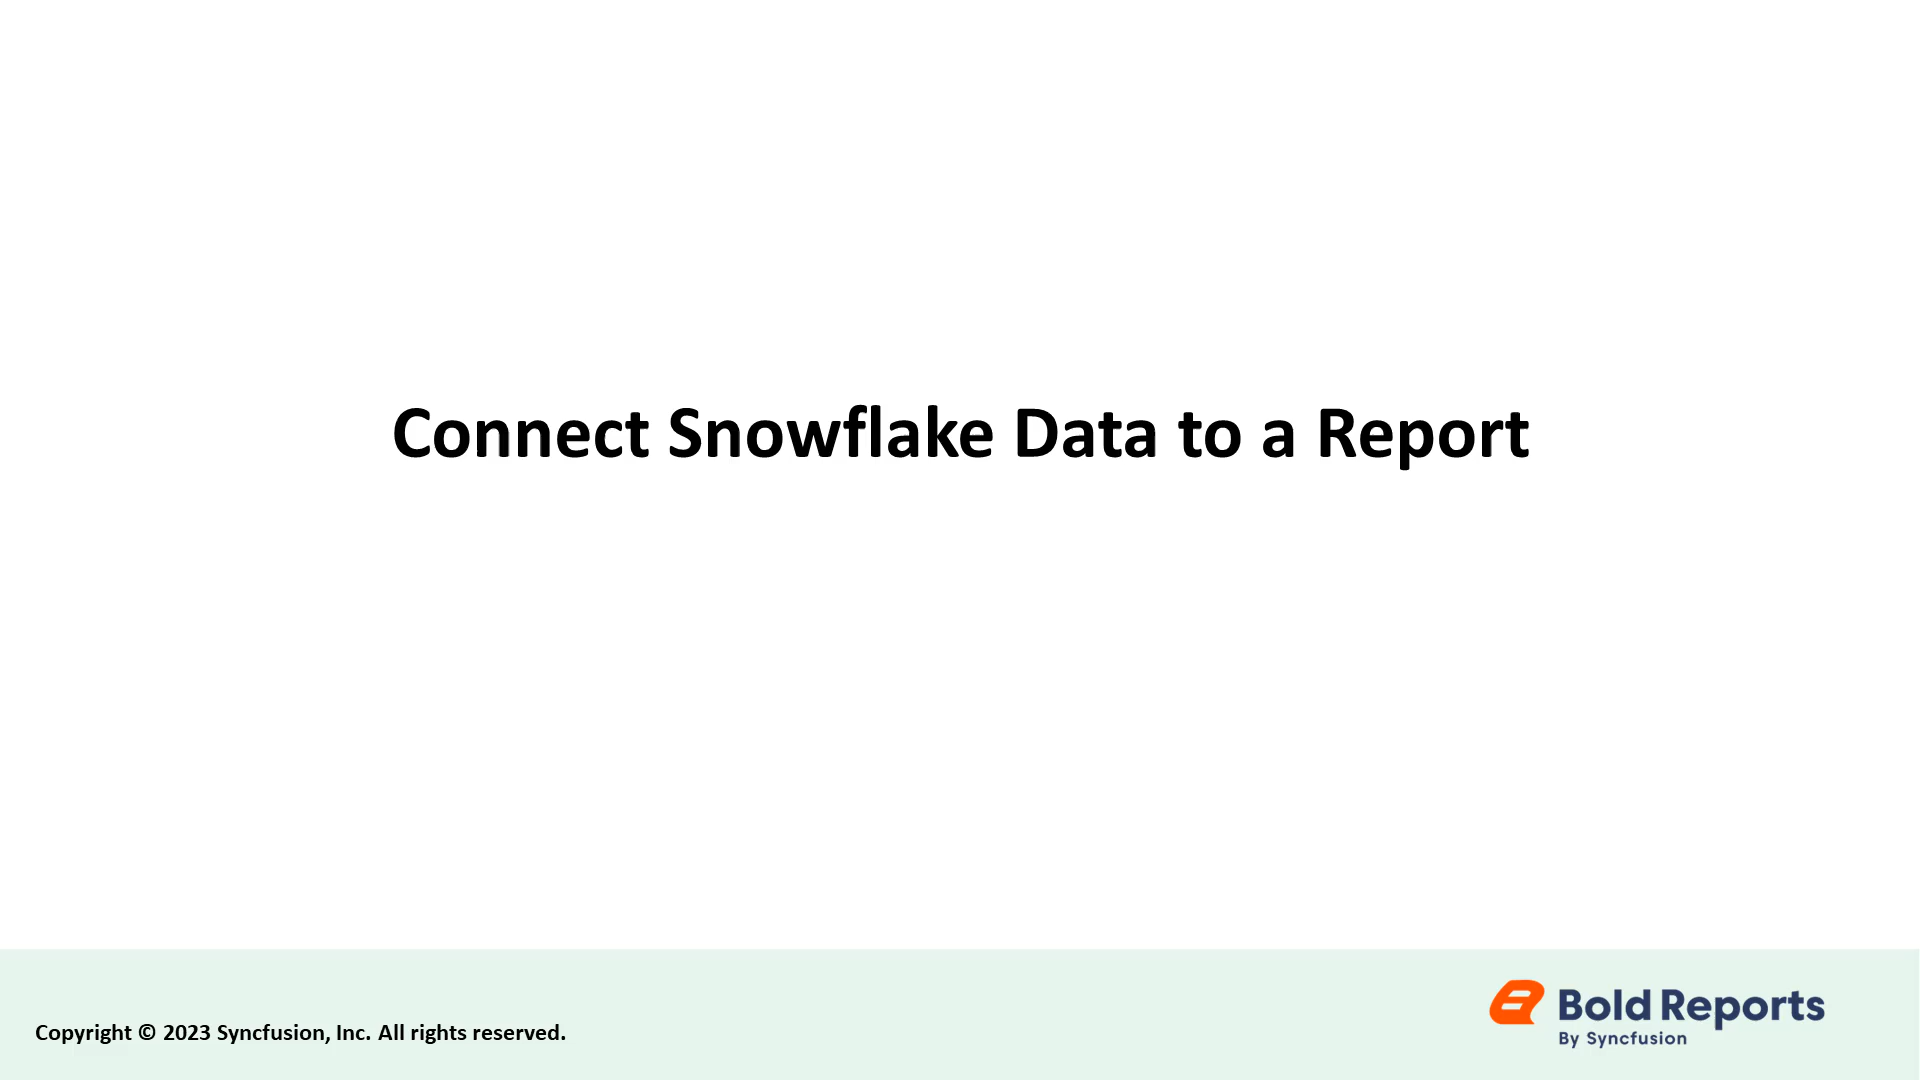 Connect Snowflake Data to a Report
Copyright © 2023 Syncfusion, Inc. All rights reserved.
Bold Reports
By Syncfusion